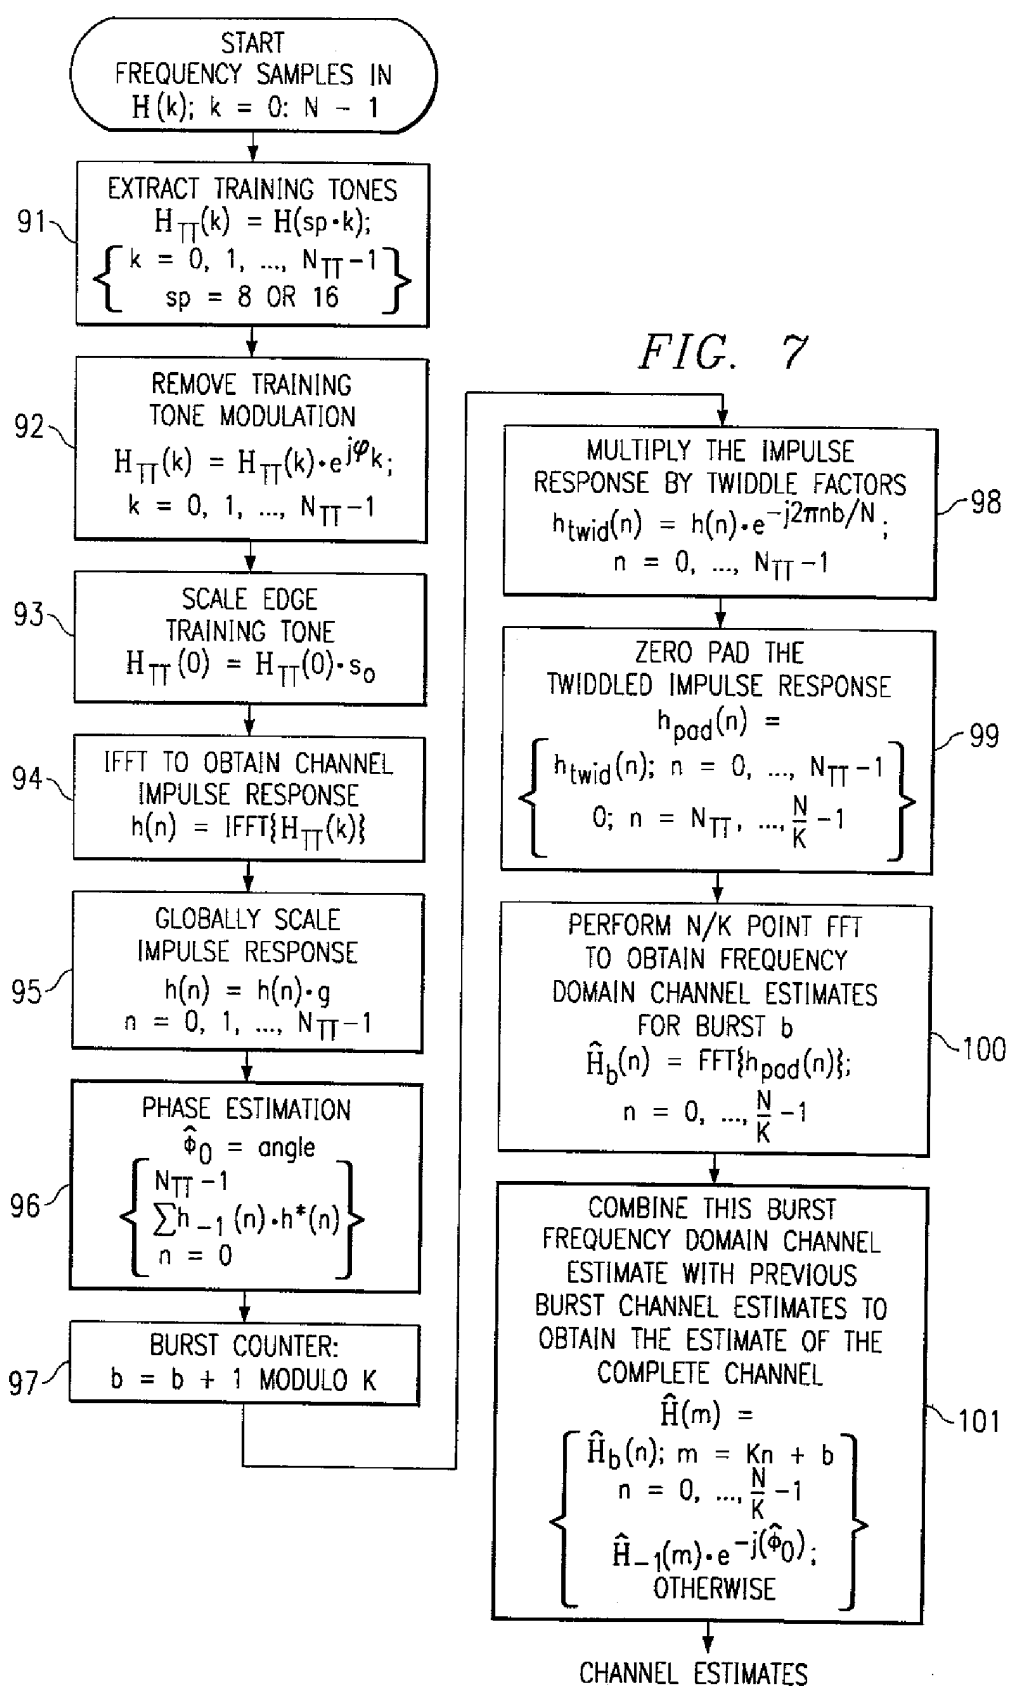 START
FREQUENCY SAMPLES IN
H(k); k = 0: N - 1
91
EXTRACT TRAINING TONES
H_TT(k) = H(sp·k);
{ k = 0, 1, ..., N_TT-1 }
sp = 8 OR 16
92
REMOVE TRAINING
TONE MODULATION
H_TT(k) = H_TT(k)·e^jφk;
k = 0, 1, ..., N_TT-1
93
SCALE EDGE
TRAINING TONE
H_TT(0) = H_TT(0)·s_o
94
IFFT TO OBTAIN CHANNEL
IMPULSE RESPONSE
h(n) = IFFT{H_TT(k)}
95
GLOBALLY SCALE
IMPULSE RESPONSE
h(n) = h(n)·g
n = 0, 1, ..., N_TT-1
96
PHASE ESTIMATION
Φ̂_0 = angle
N_TT-1
{ Σh_-1(n)·h*(n) }
n = 0
97
BURST COUNTER:
b = b + 1 MODULO K
FIG. 7
98
MULTIPLY THE IMPULSE
RESPONSE BY TWIDDLE FACTORS
h_twid(n) = h(n)·e^-j2πnb/N;
n = 0, ..., N_TT-1
99
ZERO PAD THE
TWIDDLED IMPULSE RESPONSE
h_pad(n) =
{ h_twid(n); n = 0, ..., N_TT-1 }
0; n = N_TT, ..., N/K -1
100
PERFORM N/K POINT FFT
TO OBTAIN FREQUENCY
DOMAIN CHANNEL ESTIMATES
FOR BURST b
Ĥ_b(n) = FFT{h_pad(n)};
n = 0, ..., N/K -1
101
COMBINE THIS BURST
FREQUENCY DOMAIN CHANNEL
ESTIMATE WITH PREVIOUS
BURST CHANNEL ESTIMATES TO
OBTAIN THE ESTIMATE OF THE
COMPLETE CHANNEL
Ĥ(m) =
{ Ĥ_b(n); m = Kn + b
n = 0, ..., N/K -1
Ĥ_-1(m)·e^-j(Φ̂_0);
OTHERWISE }
CHANNEL ESTIMATES